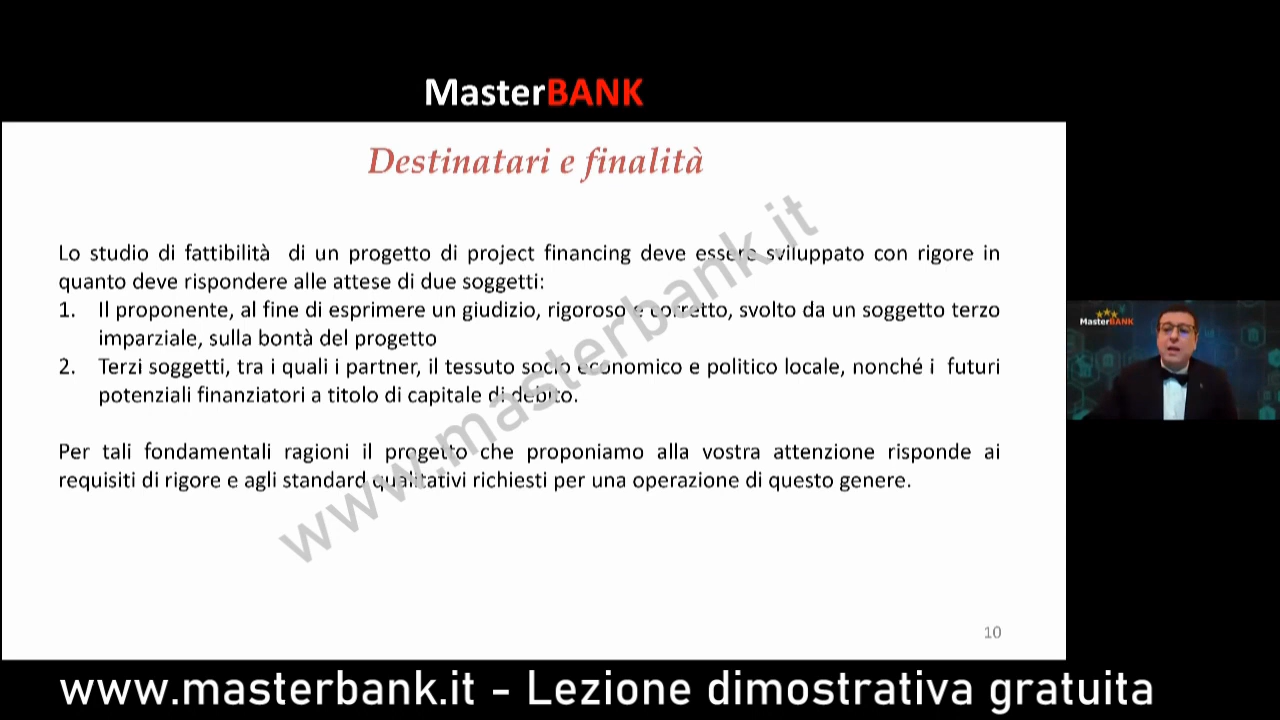 MasterBANK
Destinatari e finalità
Lo studio di fattibilità di un progetto di project financing deve essere sviluppato con rigore in
quanto deve rispondere alle attese di due soggetti:
1. Il proponente, al fine di esprimere un giudizio, rigoroso e corretto, svolto da un soggetto terzo
imparziale, sulla bontà del progetto
2. Terzi soggetti, tra i quali i partner, il tessuto socio economico e politico locale, nonché i futuri
potenziali finanziatori a titolo di capitale di debito.
Per tali fondamentali ragioni il progetto che proponiamo alla vostra attenzione risponde ai
requisiti di rigore e agli standard qualitativi richiesti per una operazione di questo genere.
www.masterbank.it
10
MasterBANK
www.masterbank.it - Lezione dimostrativa gratuita